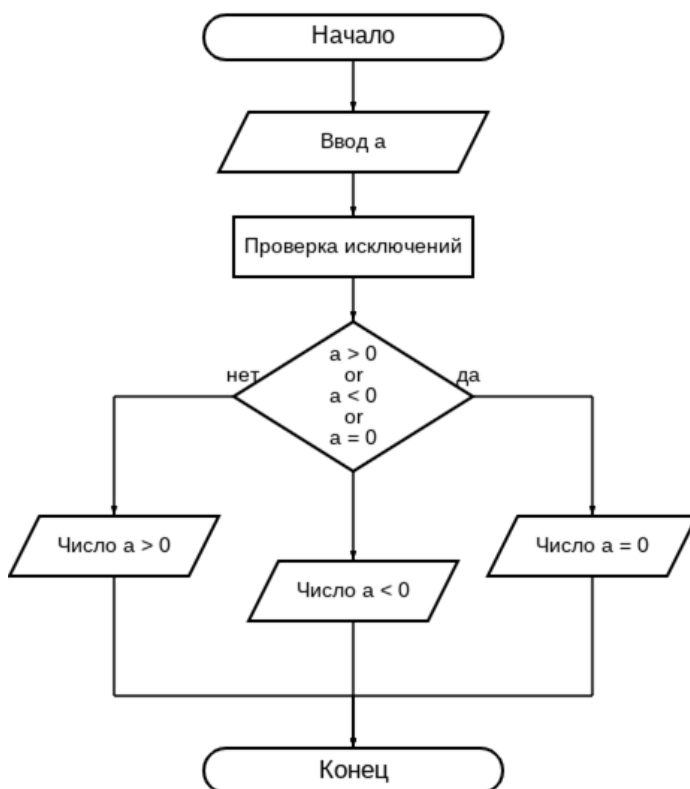 Начало
Ввод a
Проверка исключений
нет
a > 0
or
a < 0
or
a = 0
да
Число a > 0
Число a < 0
Число a = 0
Конец